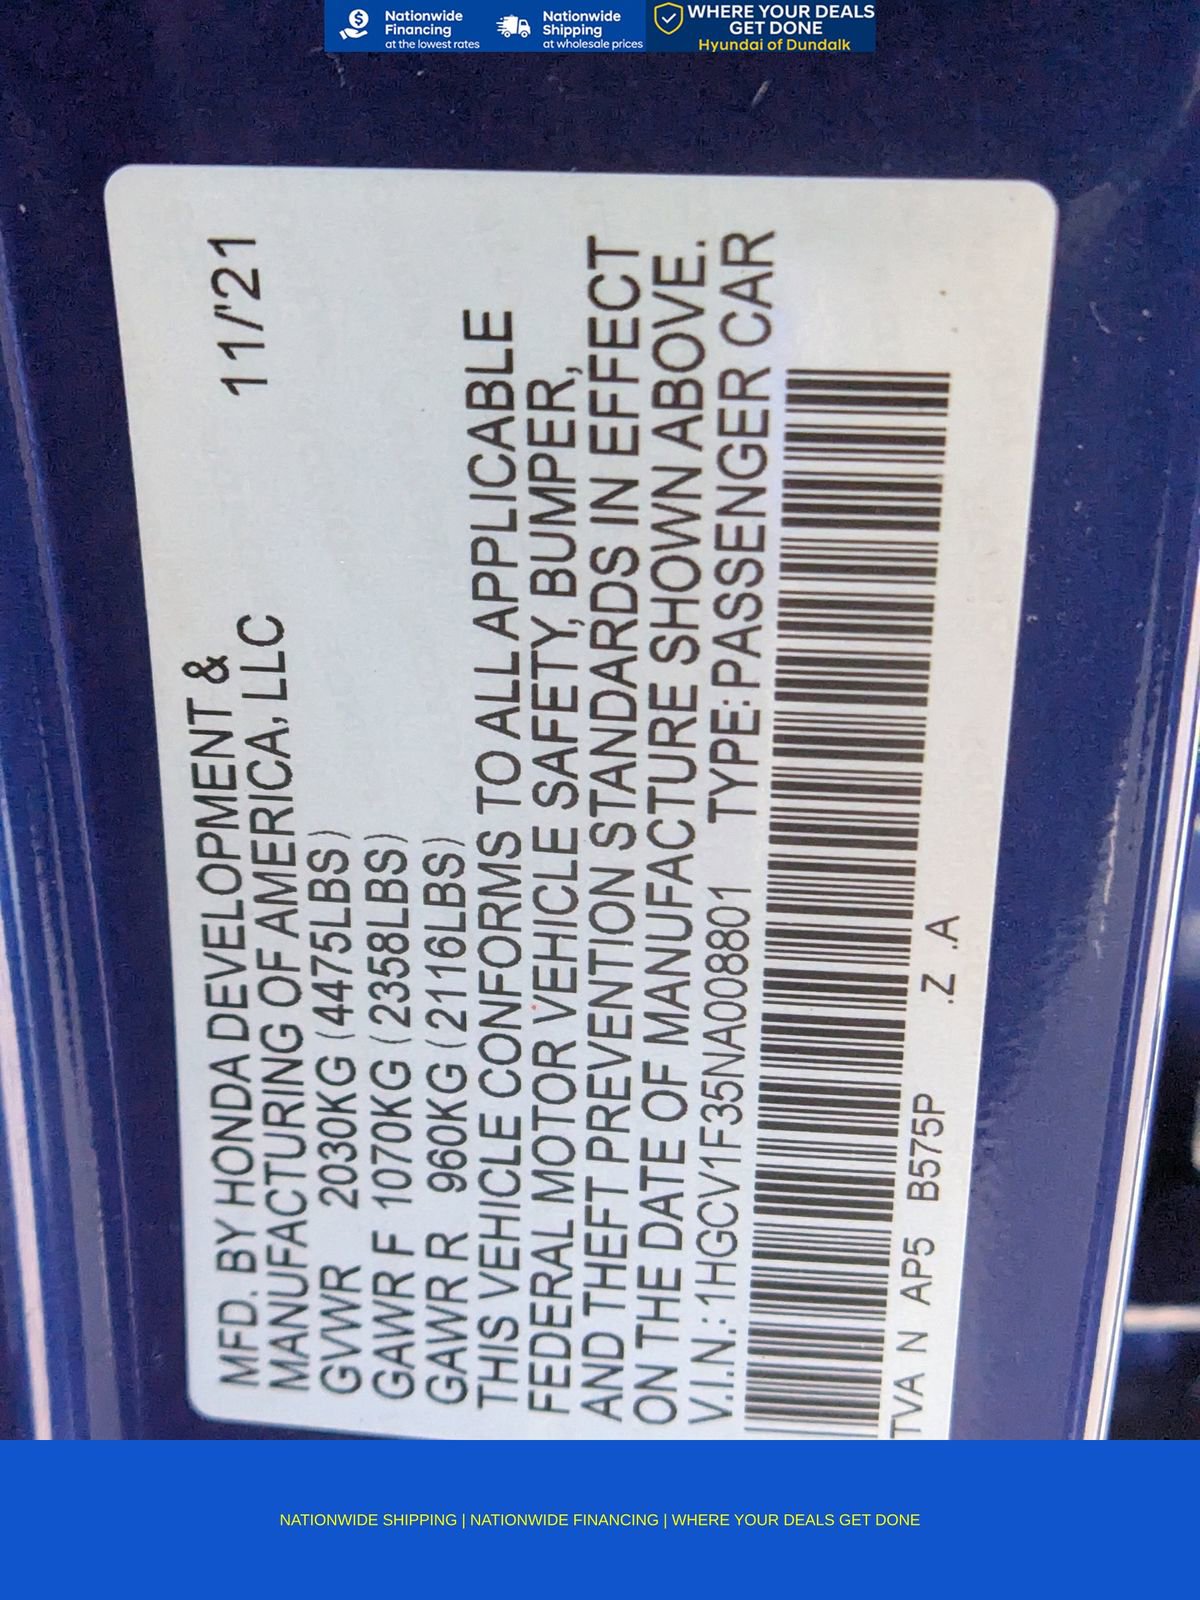 Nationwide
Financing
at the lowest rates
Nationwide
Shipping
at wholesale prices
WHERE YOUR DEALS
GET DONE
Hyundai of Dundalk
MFD. BY HONDA DEVELOPMENT &
MANUFACTURING OF AMERICA, LLC 11/'21
GVWR 2030KG (4475LBS)
GAWR F 1070KG (2358LBS)
GAWR R 960KG (2116LBS)
THIS VEHICLE CONFORMS TO ALL APPLICABLE
FEDERAL MOTOR VEHICLE SAFETY, BUMPER,
AND THEFT PREVENTION STANDARDS IN EFFECT
ON THE DATE OF MANUFACTURE SHOWN ABOVE.
V.I.N.: 1HGCV1F35NA008801 TYPE: PASSENGER CAR
TVA N AP5 B575P .Z .A
NATIONWIDE SHIPPING | NATIONWIDE FINANCING | WHERE YOUR DEALS GET DONE